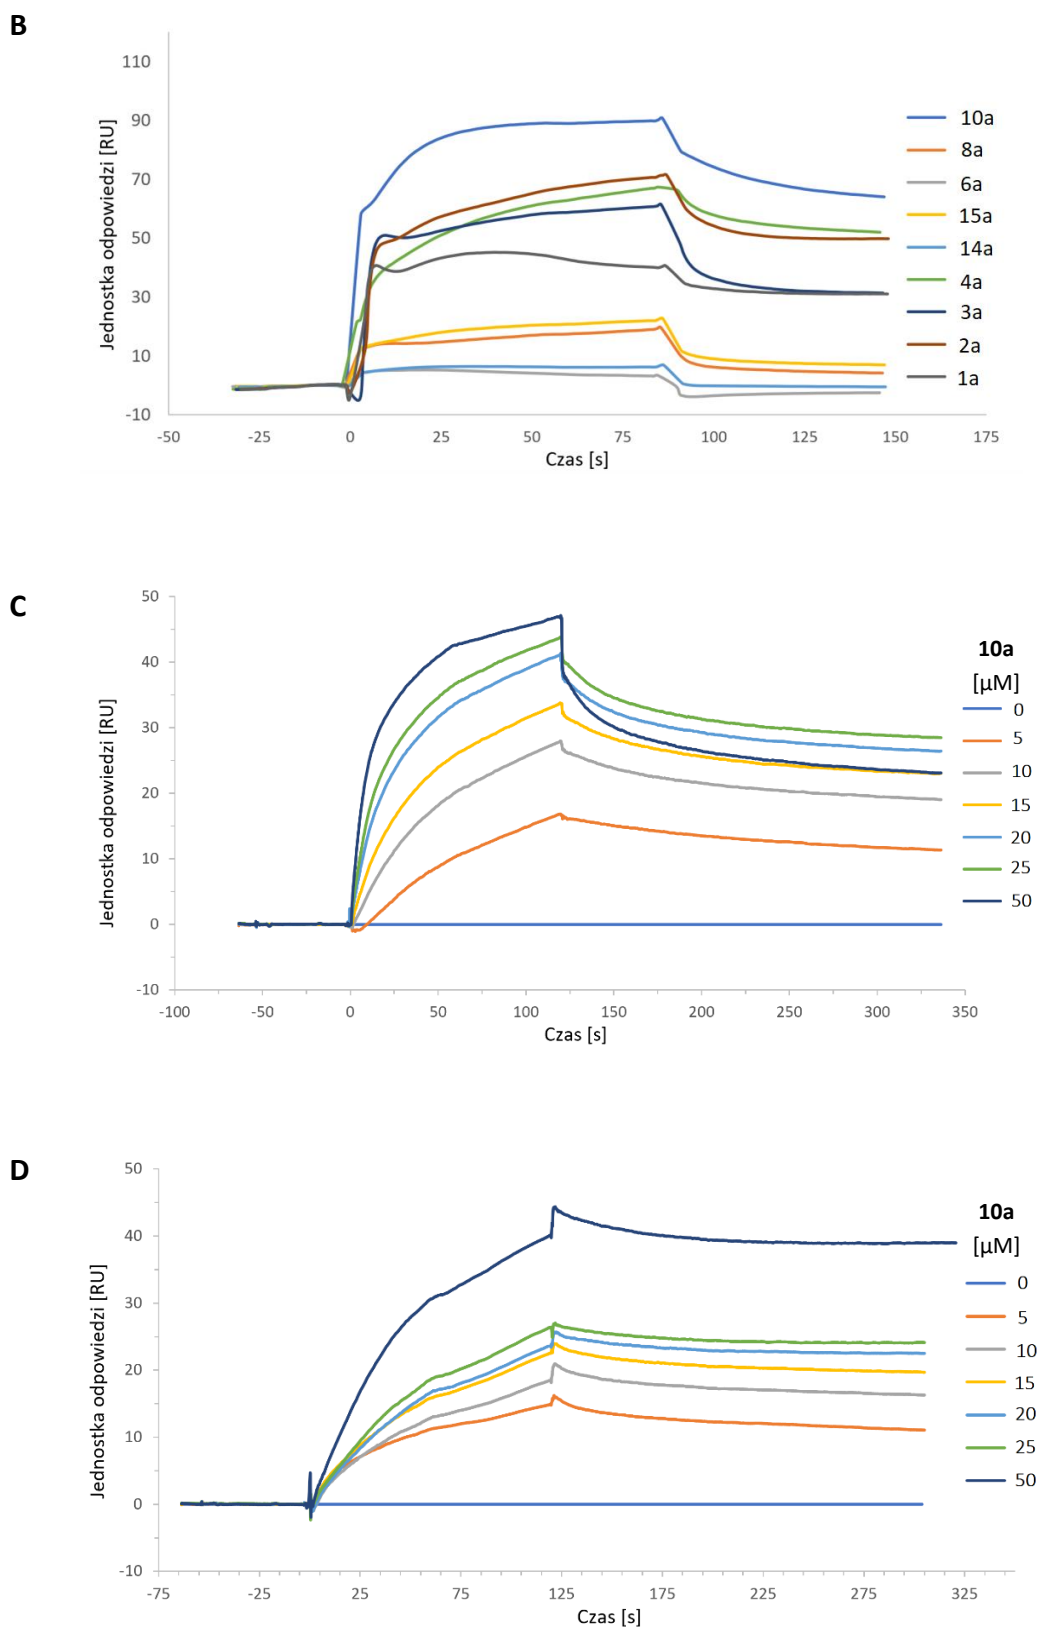 B
Jednostka odpowiedzi [RU]
110
90
70
50
30
10
-10
-50
-25
0
25
50
75
100
125
150
175
Czas [s]
10a
8a
6a
15a
14a
4a
3a
2a
1a
C
Jednostka odpowiedzi [RU]
50
40
30
20
10
0
-10
-100
-50
0
50
100
150
200
250
300
350
Czas [s]
10a
[µM]
0
5
10
15
20
25
50
D
Jednostka odpowiedzi [RU]
50
40
30
20
10
0
-10
-75
-25
25
75
125
175
225
275
325
Czas [s]
10a
[µM]
0
5
10
15
20
25
50